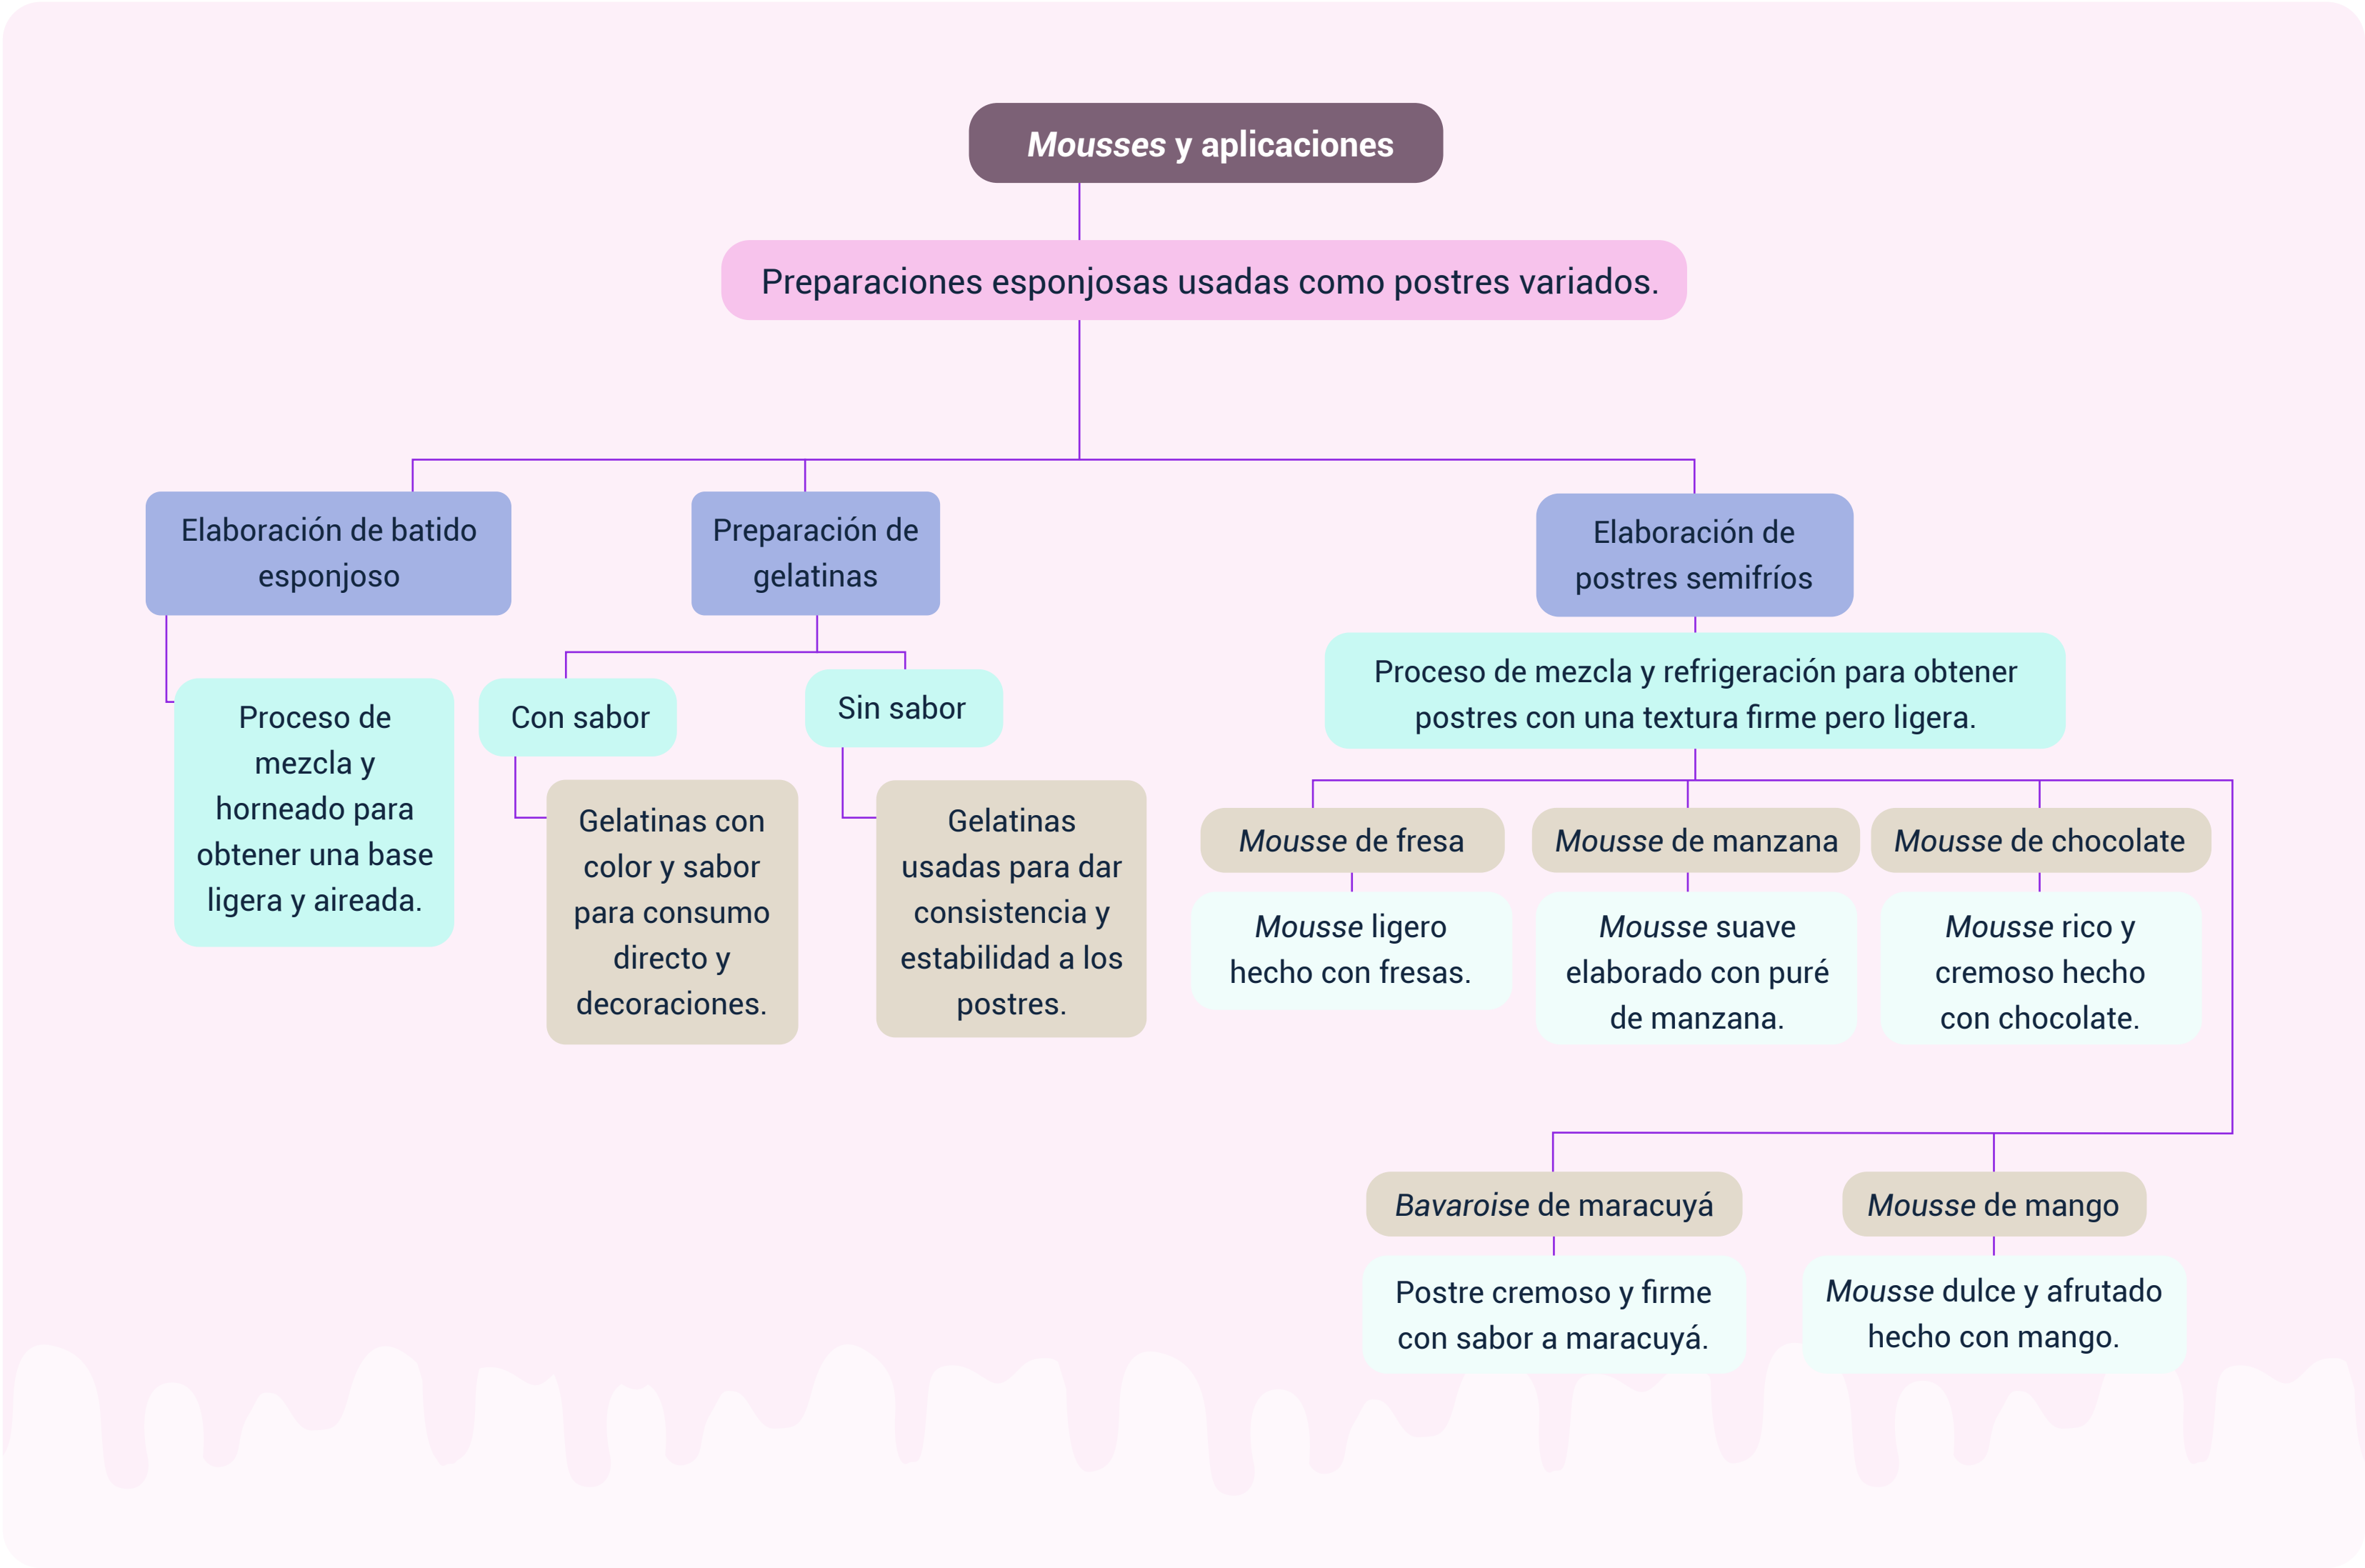 Mousses y aplicaciones
Preparaciones esponjosas usadas como postres variados.
Elaboración de batido
esponjoso
Proceso de
mezcla y
horneado para
obtener una base
ligera y aireada.
Preparación de
gelatinas
Con sabor
Gelatinas con
color y sabor
para consumo
directo y
decoraciones.
Sin sabor
Gelatinas
usadas para dar
consistencia y
estabilidad a los
postres.
Elaboración de
postres semifríos
Proceso de mezcla y refrigeración para obtener
postres con una textura firme pero ligera.
Mousse de fresa
Mousse ligero
hecho con fresas.
Mousse de manzana
Mousse suave
elaborado con puré
de manzana.
Mousse de chocolate
Mousse rico y
cremoso hecho
con chocolate.
Bavaroise de maracuyá
Postre cremoso y firme
con sabor a maracuyá.
Mousse de mango
Mousse dulce y afrutado
hecho con mango.